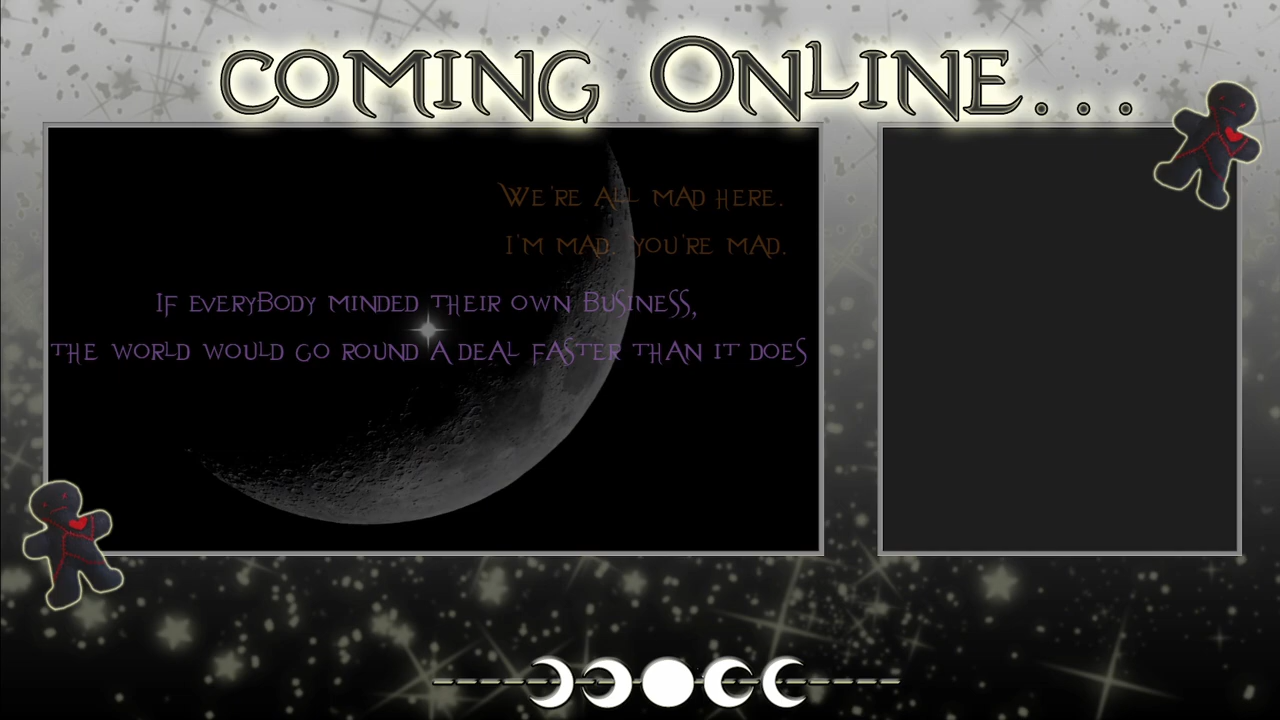 Coming Online...
We're all mad here.
I'm mad. You're mad.
If everybody minded their own business,
the world would go round a deal faster than it does